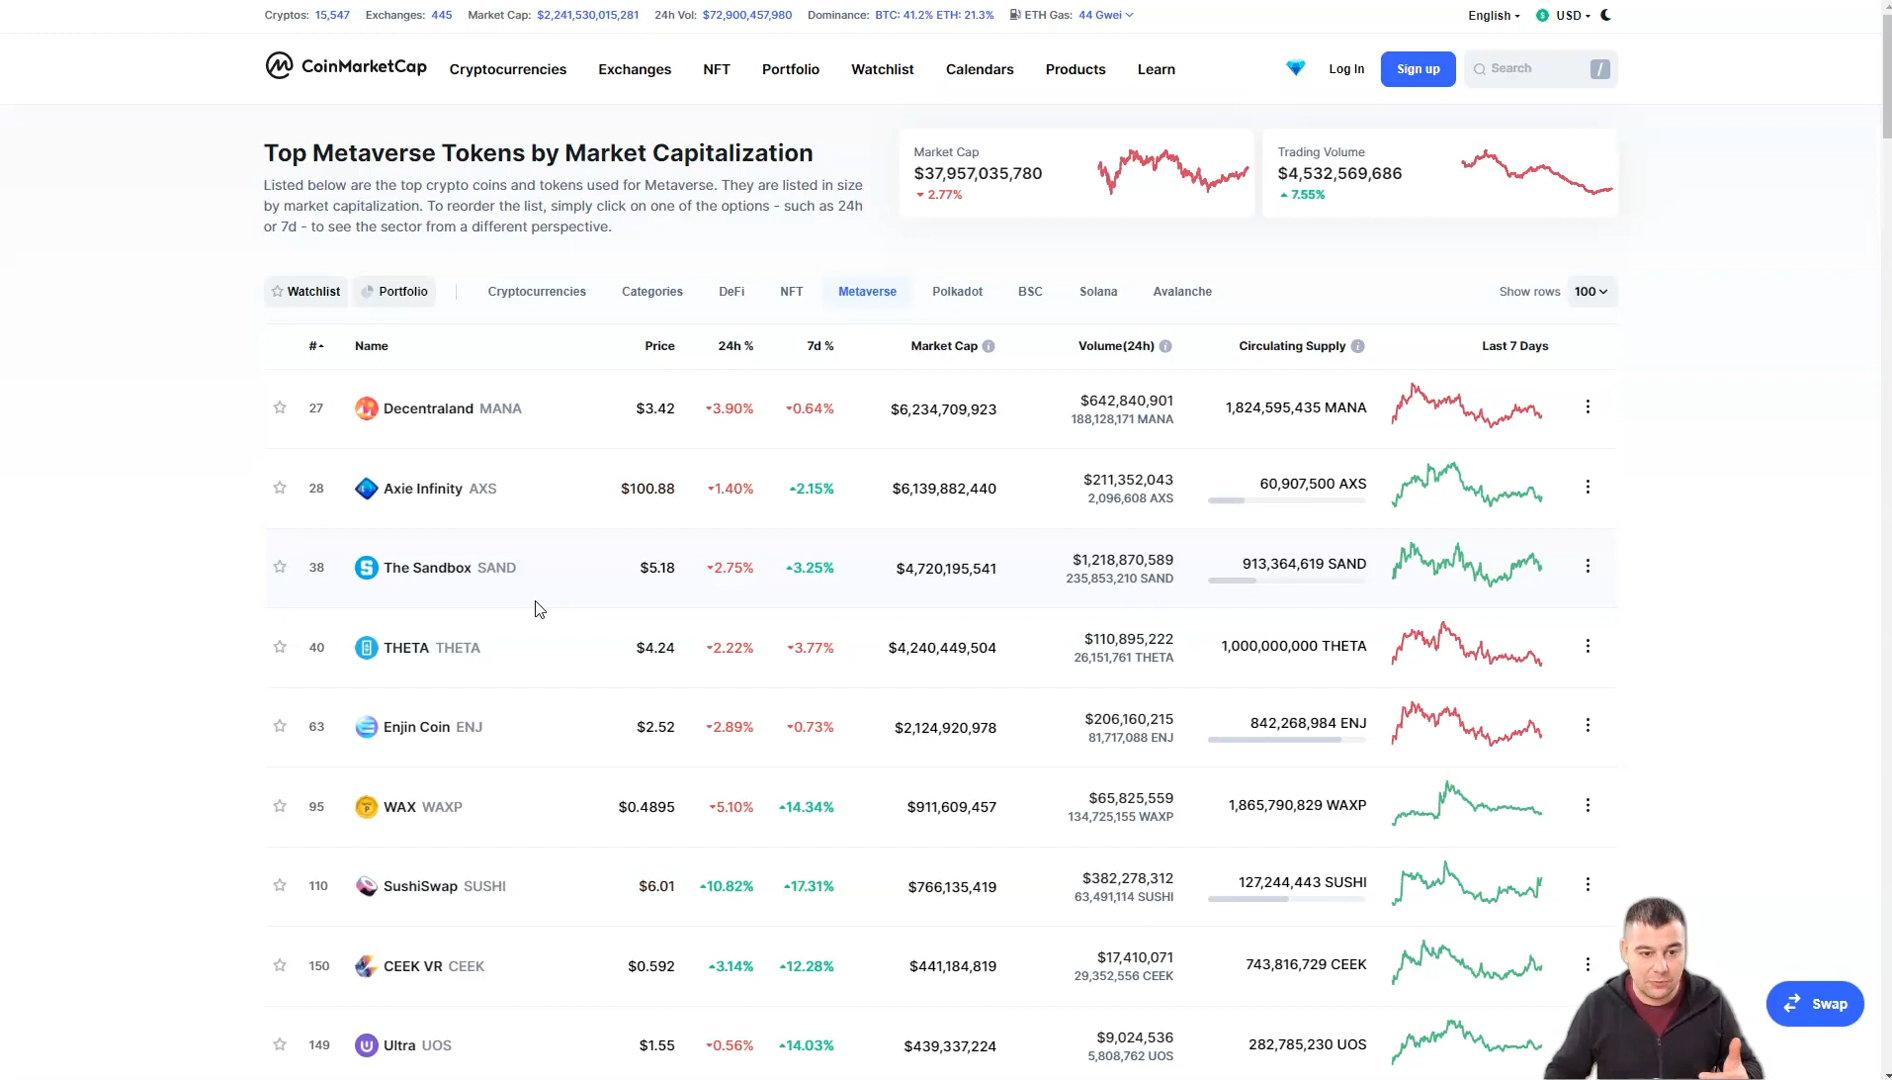 Cryptos: 15,547 Exchanges: 445 Market Cap: $2,241,530,015,281 24h Vol: $72,900,457,980 Dominance: BTC: 41.2% ETH: 21.3% ETH Gas: 44 Gwei English USD
CoinMarketCap Cryptocurrencies Exchanges NFT Portfolio Watchlist Calendars Products Learn Log In Sign up Search /
Top Metaverse Tokens by Market Capitalization
Listed below are the top crypto coins and tokens used for Metaverse. They are listed in size
by market capitalization. To reorder the list, simply click on one of the options - such as 24h
or 7d - to see the sector from a different perspective.
Market Cap
$37,957,035,780
2.77%
Trading Volume
$4,532,569,686
7.55%
Watchlist Portfolio Cryptocurrencies Categories DeFi NFT Metaverse Polkadot BSC Solana Avalanche Show rows 100
# Name Price 24h % 7d % Market Cap Volume(24h) Circulating Supply Last 7 Days
27 Decentraland MANA $3.42 3.90% 0.64% $6,234,709,923 $642,840,901 1,824,595,435 MANA
188,128,171 MANA
28 Axie Infinity AXS $100.88 1.40% 2.15% $6,139,882,440 $211,352,043 60,907,500 AXS
2,096,608 AXS
38 The Sandbox SAND $5.18 2.75% 3.25% $4,720,195,541 $1,218,870,589 913,364,619 SAND
235,853,210 SAND
40 THETA THETA $4.24 2.22% 3.77% $4,240,449,504 $110,895,222 1,000,000,000 THETA
26,151,761 THETA
63 Enjin Coin ENJ $2.52 2.89% 0.73% $2,124,920,978 $206,160,215 842,268,984 ENJ
81,717,088 ENJ
95 WAX WAXP $0.4895 5.10% 14.34% $911,609,457 $65,825,559 1,865,790,829 WAXP
134,725,155 WAXP
110 SushiSwap SUSHI $6.01 10.82% 17.31% $766,135,419 $382,278,312 127,244,443 SUSHI
63,491,114 SUSHI
150 CEEK VR CEEK $0.592 3.14% 12.28% $441,184,819 $17,410,071 743,816,729 CEEK
29,352,556 CEEK
Swap
149 Ultra UOS $1.55 0.56% 14.03% $439,337,224 $9,024,536 282,785,230 UOS
5,808,762 UOS